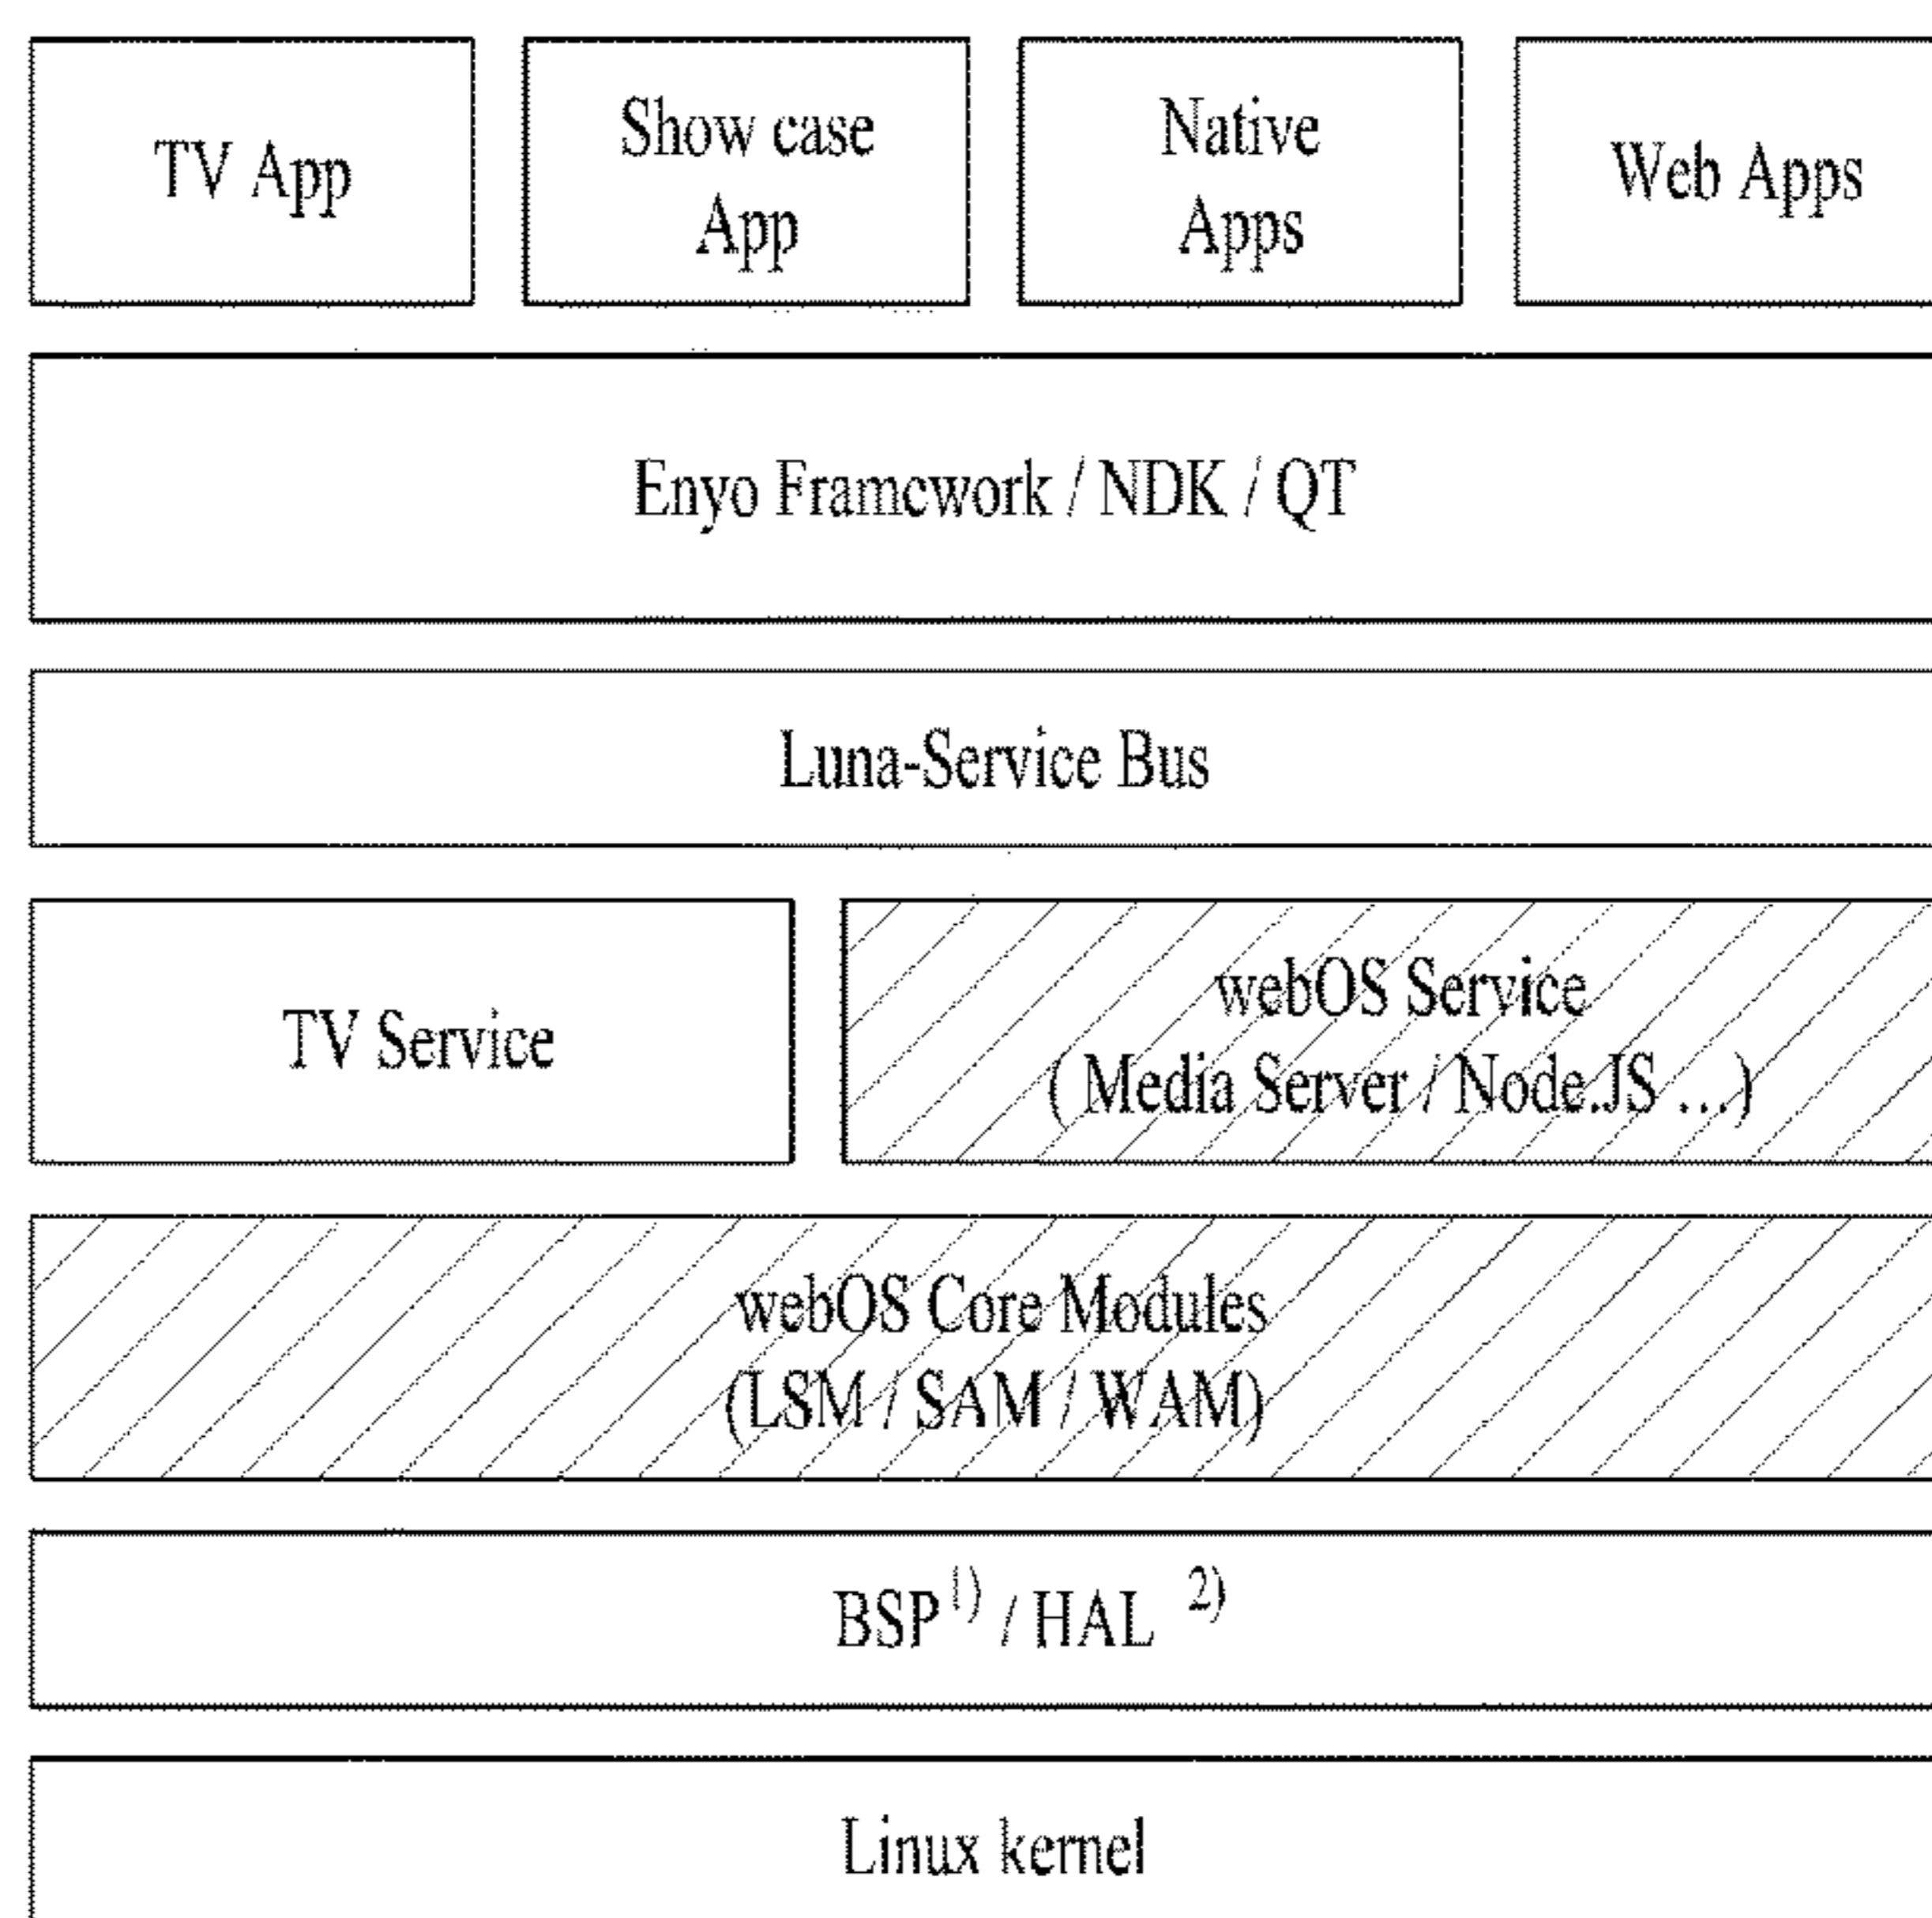 TV App
Show case
App
Native
Apps
Web Apps
Enyo Framework / NDK / QT
Luna-Service Bus
TV Service
webOS Service
( Media Server / Node.JS ...)
webOS Core Modules
(LSM / SAM / WAM)
BSP 1) / HAL 2)
Linux kernel